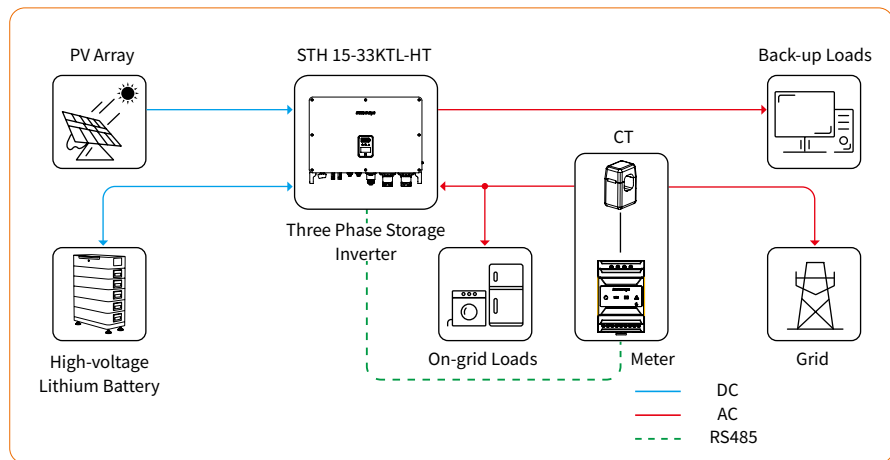 PV Array
STH 15-33KTL-HT
Back-up Loads
CT
Three Phase Storage
Inverter
High-voltage
Lithium Battery
On-grid Loads
Meter
Grid
DC
AC
RS485